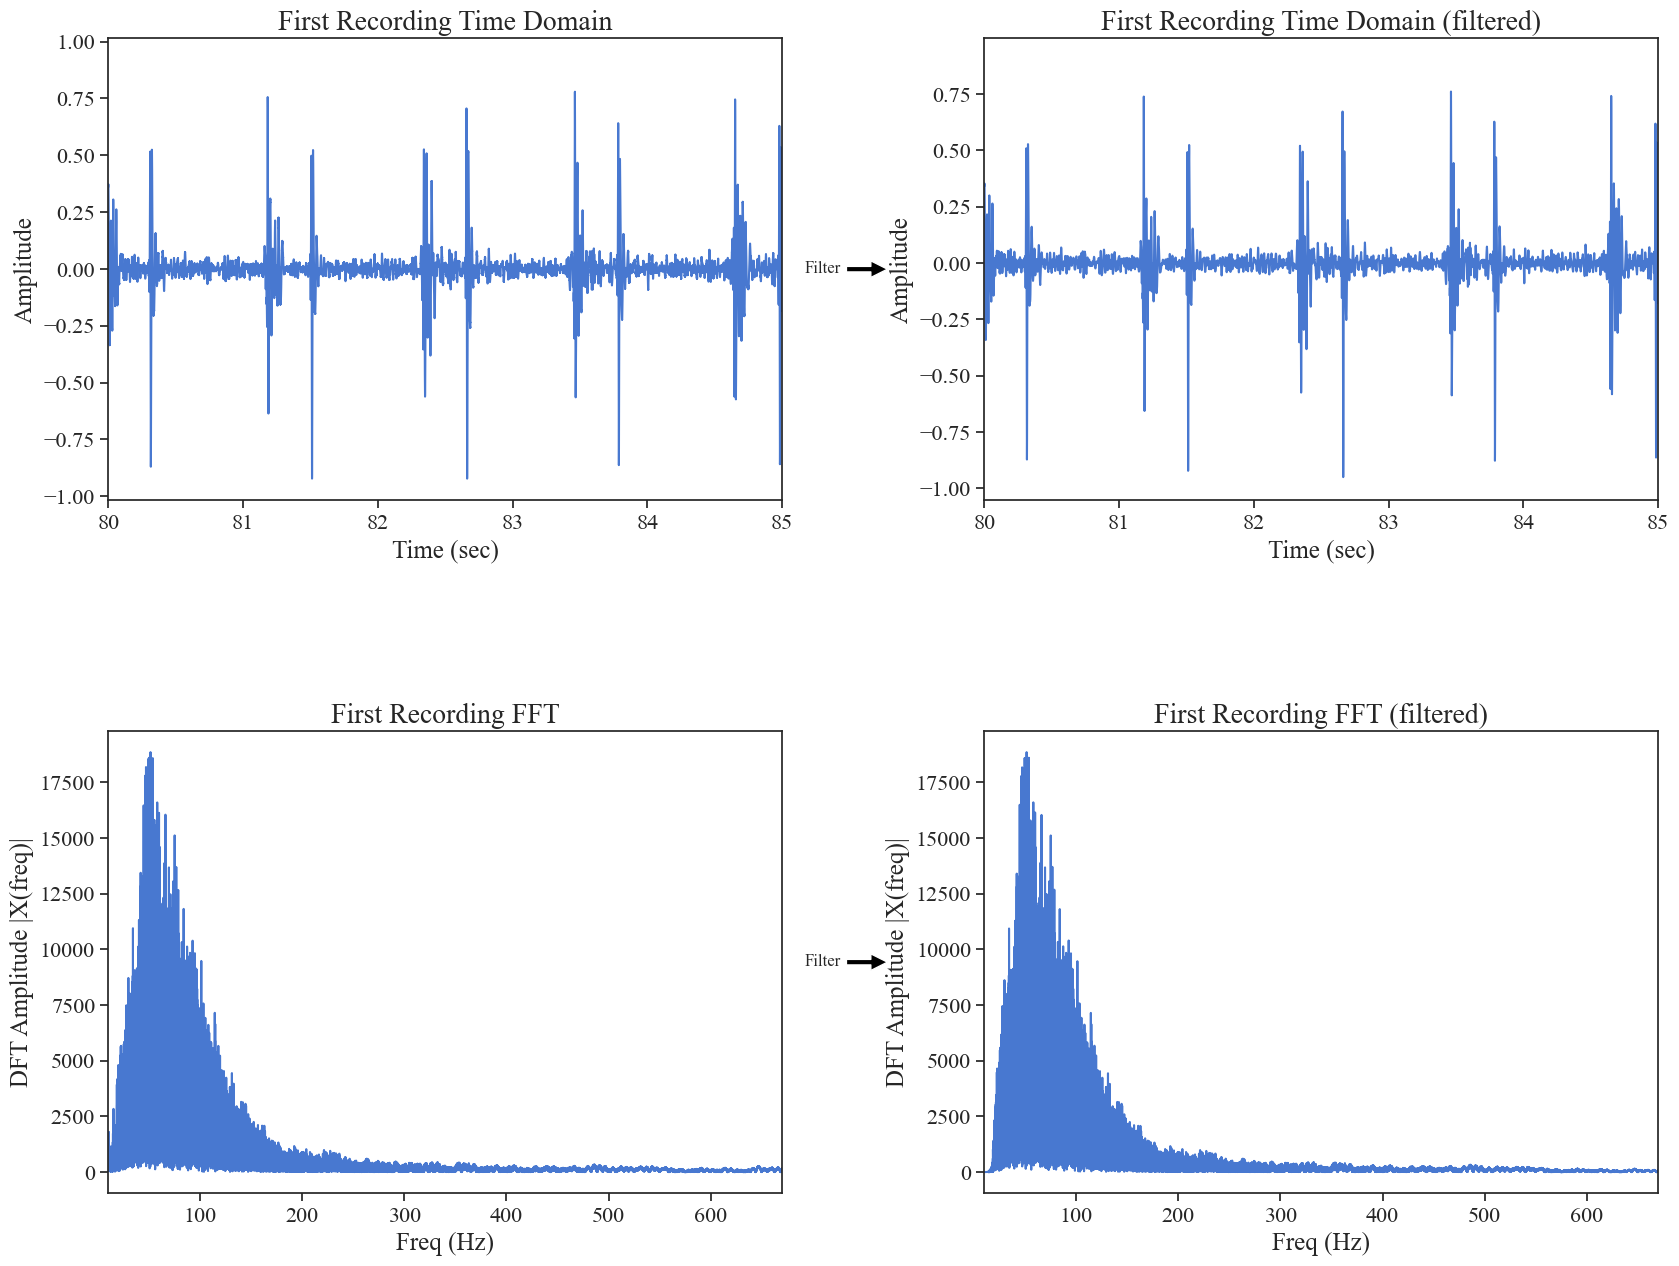 First Recording Time Domain
1.00
0.75
0.50
0.25
0.00
−0.25
−0.50
−0.75
−1.00
Amplitude
80 81 82 83 84 85
Time (sec)
Filter
First Recording Time Domain (filtered)
0.75
0.50
0.25
0.00
−0.25
−0.50
−0.75
−1.00
Amplitude
80 81 82 83 84 85
Time (sec)
First Recording FFT
17500
15000
12500
10000
7500
5000
2500
0
DFT Amplitude |X(freq)|
100 200 300 400 500 600
Freq (Hz)
Filter
First Recording FFT (filtered)
17500
15000
12500
10000
7500
5000
2500
0
DFT Amplitude |X(freq)|
100 200 300 400 500 600
Freq (Hz)